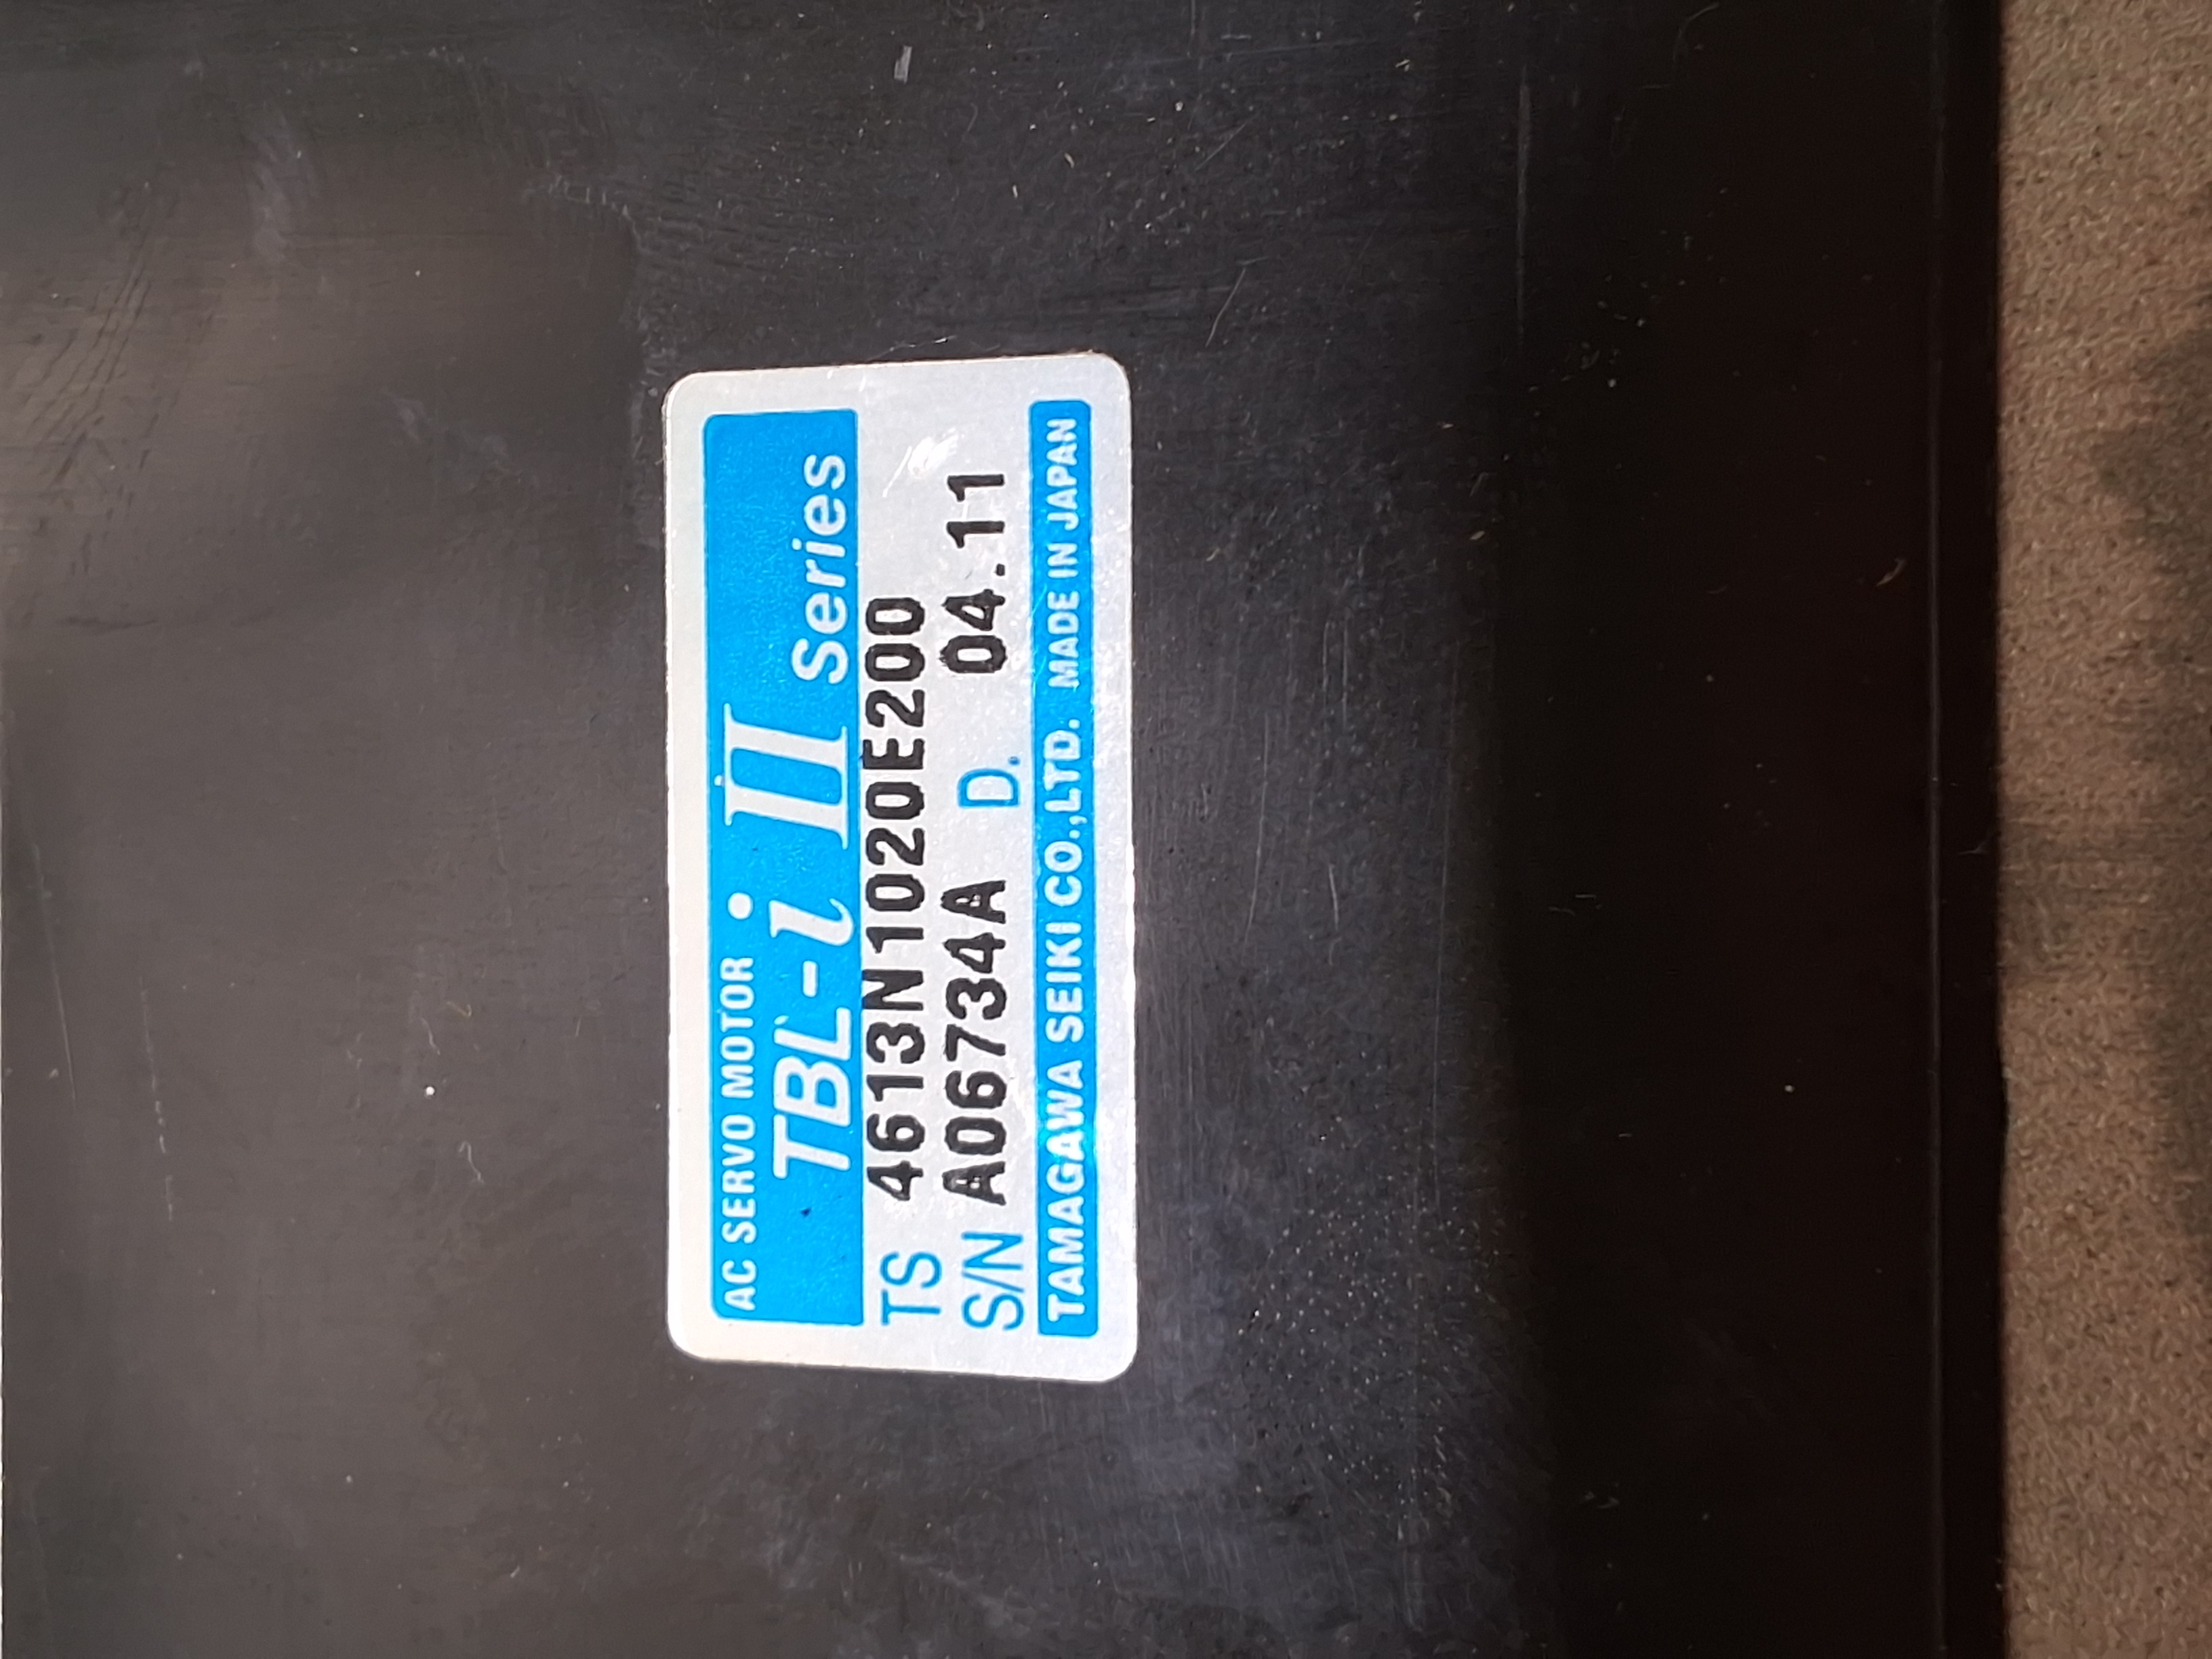 AC SERVO MOTOR
TBL-i II Series
TS 4613N1020E200
S/N A06734A D. 04.11
TAMAGAWA SEIKI CO.,LTD. MADE IN JAPAN